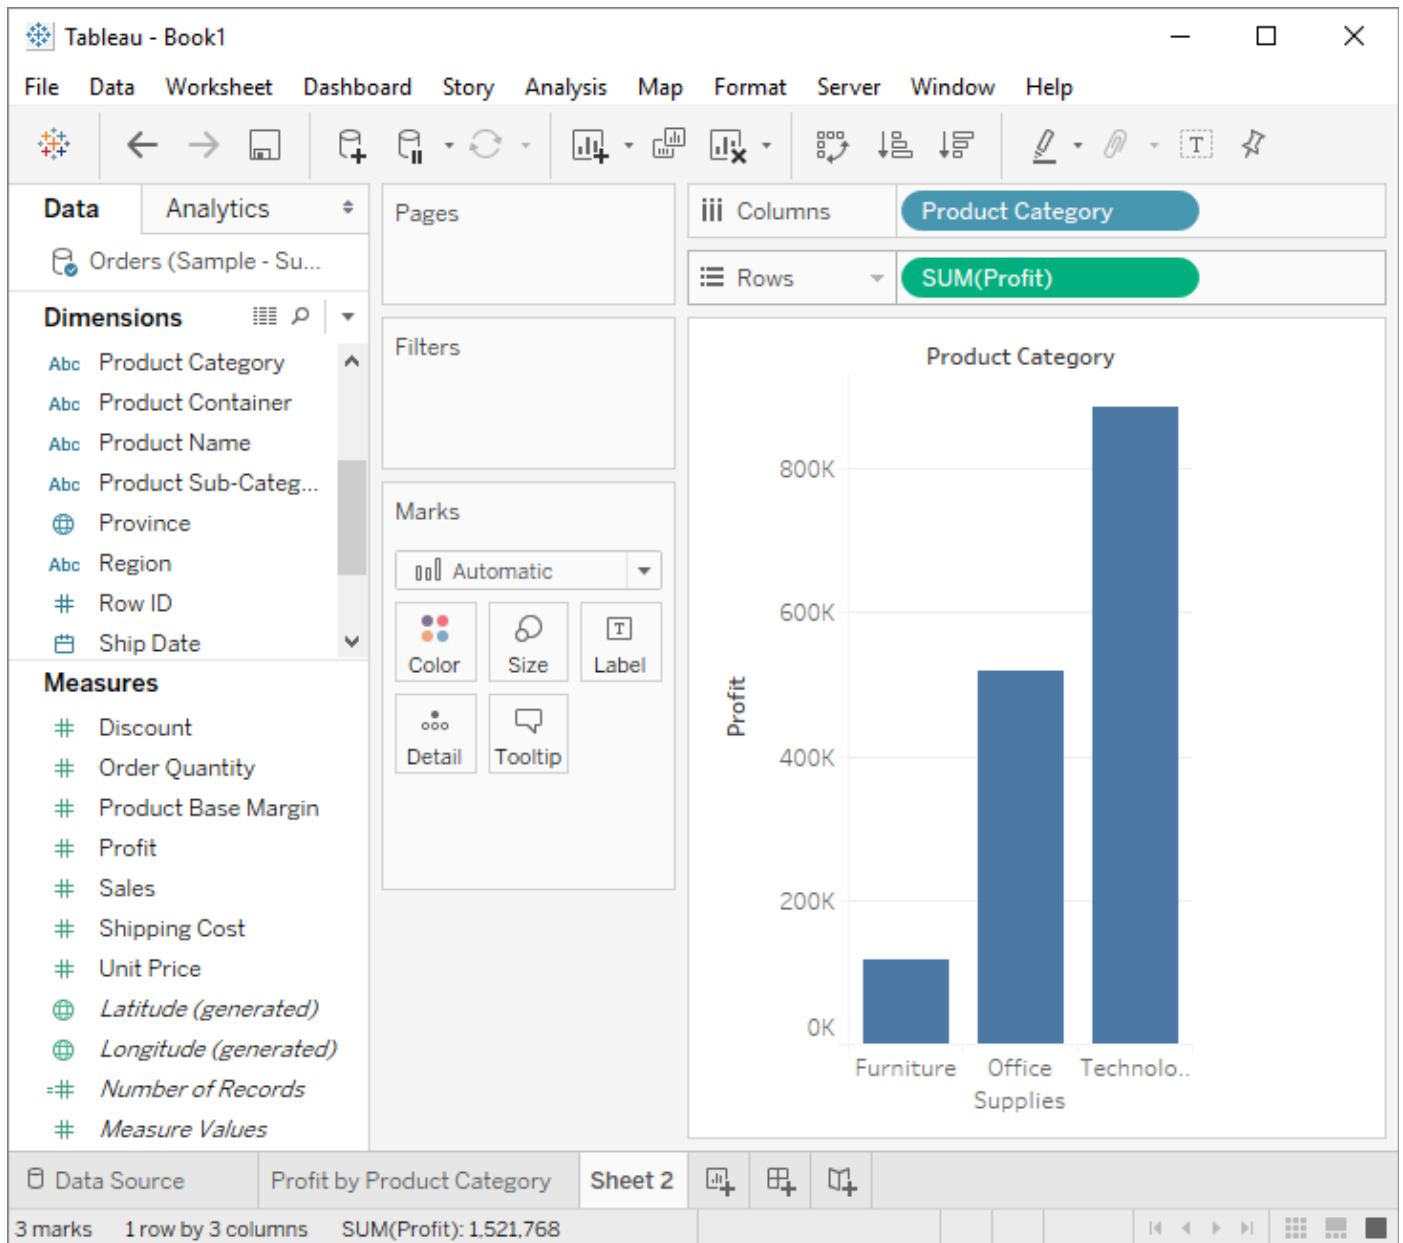 Tableau - Book1
File Data Worksheet Dashboard Story Analysis Map Format Server Window Help
Data Analytics
Orders (Sample - Su...
Dimensions
Abc Product Category
Abc Product Container
Abc Product Name
Abc Product Sub-Categ...
Province
Abc Region
# Row ID
Ship Date
Measures
# Discount
# Order Quantity
# Product Base Margin
# Profit
# Sales
# Shipping Cost
# Unit Price
Latitude (generated)
Longitude (generated)
=# Number of Records
# Measure Values
Pages
Filters
Marks
Automatic
Color Size T Label
Detail Tooltip
Columns Product Category
Rows SUM(Profit)
Product Category
Profit
800K
600K
400K
200K
0K
Furniture Office Technolo..
Supplies
Data Source Profit by Product Category Sheet 2
3 marks 1 row by 3 columns SUM(Profit): 1,521,768